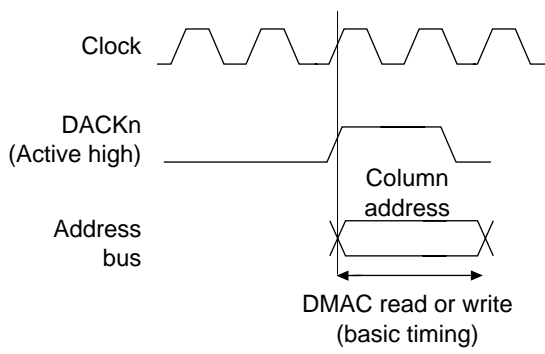 Clock
DACKn
(Active high)
Column
address
Address
bus
DMAC read or write
(basic timing)